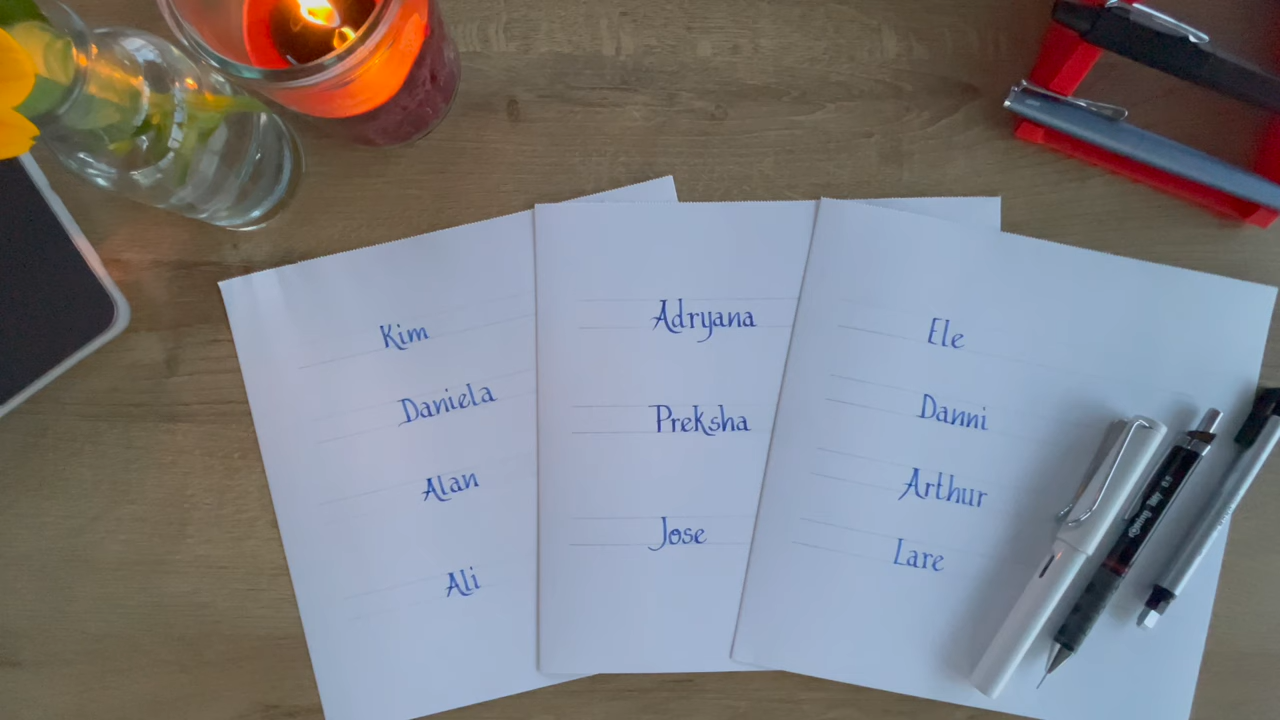 Kim
Daniela
Alan
Ali
Adryana
Preksha
Jose
Ele
Danni
Arthur
Lare